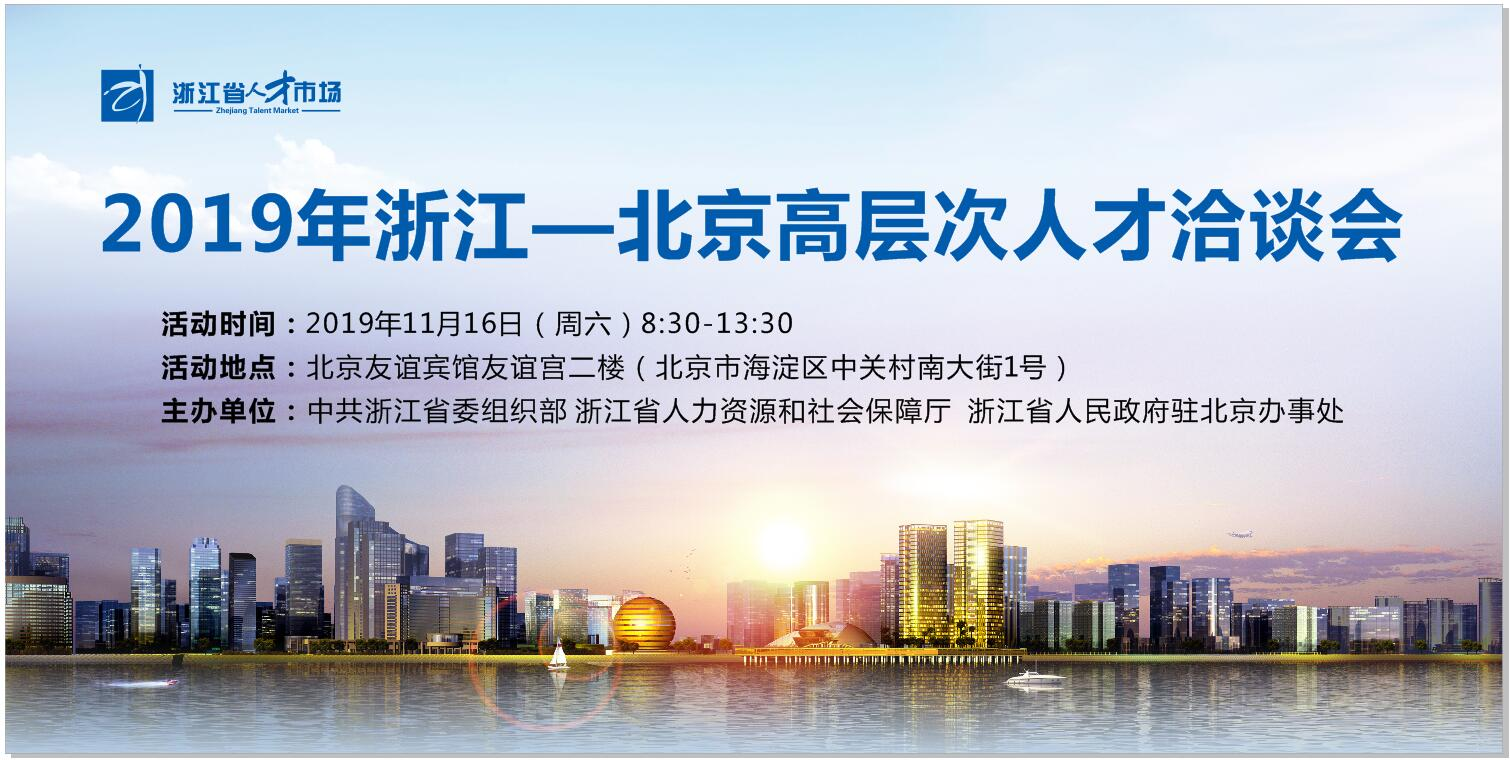 浙江省人才市场
Zhejiang Talent Market
2019年浙江—北京高层次人才洽谈会
活动时间：2019年11月16日（周六）8:30-13:30
活动地点：北京友谊宾馆友谊宫二楼（北京市海淀区中关村南大街1号）
主办单位：中共浙江省委组织部 浙江省人力资源和社会保障厅 浙江省人民政府驻北京办事处